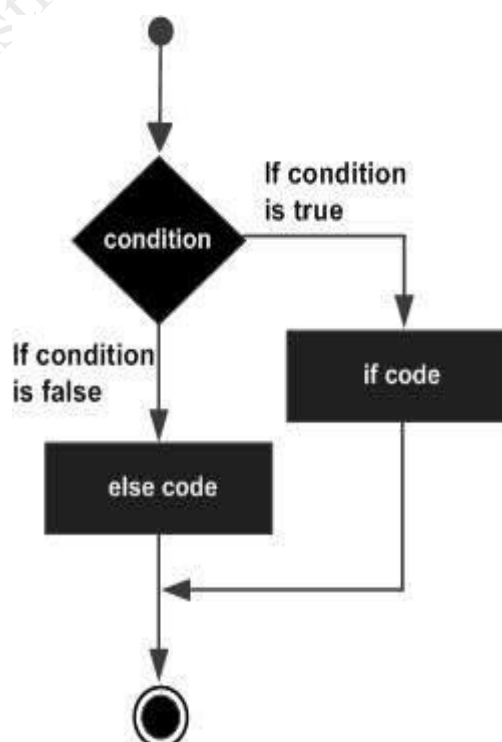 If condition
is true
condition
If condition
is false
if code
else code